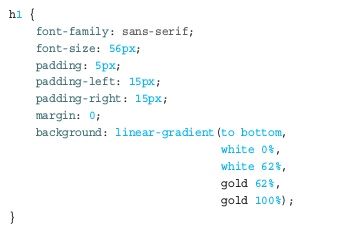 h1 {
    font-family: sans-serif;
    font-size: 56px;
    padding: 5px;
    padding-left: 15px;
    padding-right: 15px;
    margin: 0;
    background: linear-gradient(to bottom,
                                white 0%,
                                white 62%,
                                gold 62%,
                                gold 100%);
}